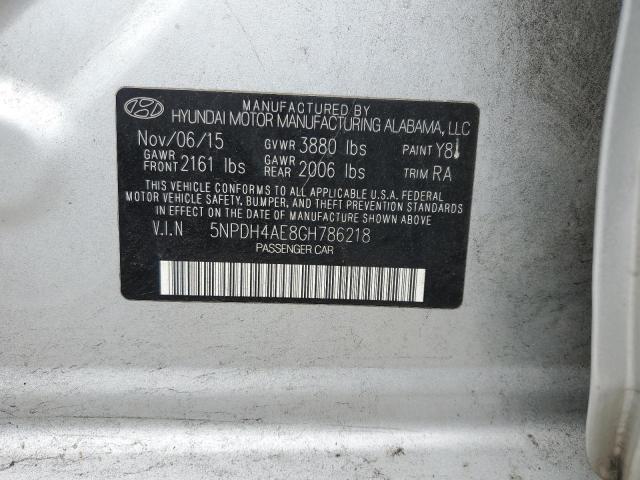 MANUFACTURED BY
HYUNDAI MOTOR MANUFACTURING ALABAMA, LLC
Nov/06/15 GVWR 3880 lbs PAINT Y8
GAWR FRONT 2161 lbs GAWR REAR 2006 lbs TRIM RA
THIS VEHICLE CONFORMS TO ALL APPLICABLE U.S.A. FEDERAL
MOTOR VEHICLE SAFETY, BUMPER, AND THEFT PREVENTION STANDARDS
IN EFFECT ON THE DATE OF MANUFACTURE SHOWN ABOVE.
V.I.N 5NPDH4AE8GH786218
PASSENGER CAR